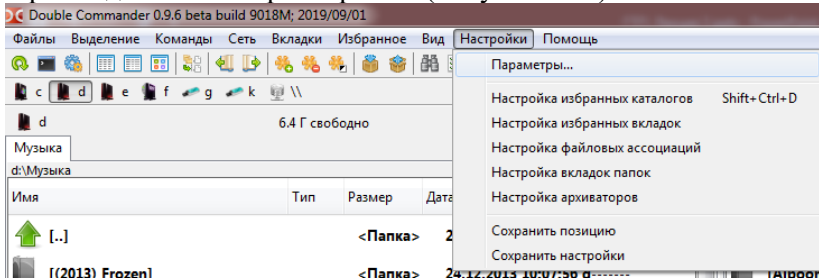 Double Commander 0.9.6 beta build 9018M; 2019/09/01
Файлы Выделение Команды Сеть Вкладки Избранное Вид Настройки Помощь
Параметры...
c d e f g k \\
Настройка избранных каталогов Shift+Ctrl+D
d 6.4 Г свободно
Настройка избранных вкладок
Музыка
Настройка файловых ассоциаций
d:\Музыка
Настройка вкладок папок
Имя Тип Размер Дата
Настройка архиваторов
[..] <Папка> 2
Сохранить позицию
Сохранить настройки
[(2013) Frozen] <Папка> 24.12.2013 10:07:56 d-------